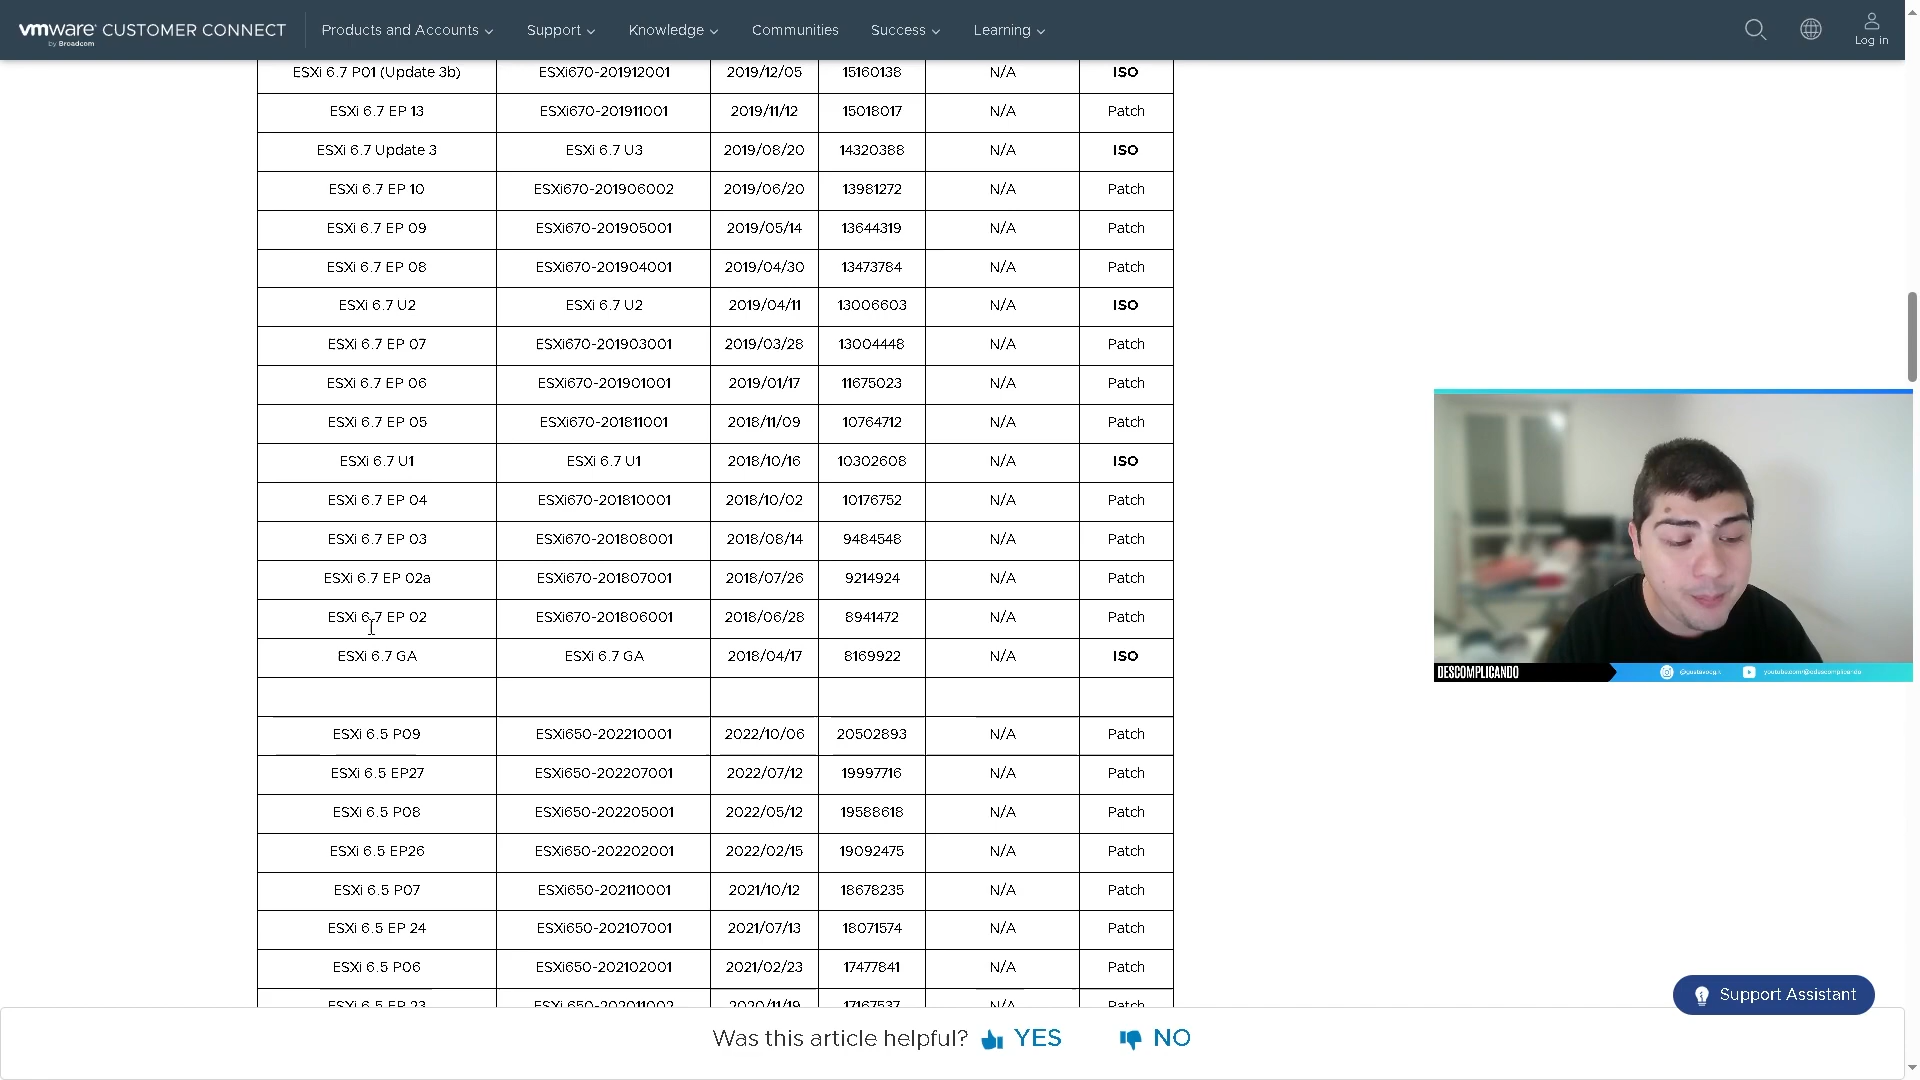 vmware CUSTOMER CONNECT Products and Accounts Support Knowledge Communities Success Learning Log in
by Broadcom
ESXi 6.7 P01 (Update 3b) ESXi670-201912001 2019/12/05 15160138 N/A ISO
ESXi 6.7 EP 13 ESXi670-201911001 2019/11/12 15018017 N/A Patch
ESXi 6.7 Update 3 ESXi 6.7 U3 2019/08/20 14320388 N/A ISO
ESXi 6.7 EP 10 ESXi670-201906002 2019/06/20 13981272 N/A Patch
ESXi 6.7 EP 09 ESXi670-201905001 2019/05/14 13644319 N/A Patch
ESXi 6.7 EP 08 ESXi670-201904001 2019/04/30 13473784 N/A Patch
ESXi 6.7 U2 ESXi 6.7 U2 2019/04/11 13006603 N/A ISO
ESXi 6.7 EP 07 ESXi670-201903001 2019/03/28 13004448 N/A Patch
ESXi 6.7 EP 06 ESXi670-201901001 2019/01/17 11675023 N/A Patch
ESXi 6.7 EP 05 ESXi670-201811001 2018/11/09 10764712 N/A Patch
ESXi 6.7 U1 ESXi 6.7 U1 2018/10/16 10302608 N/A ISO
ESXi 6.7 EP 04 ESXi670-201810001 2018/10/02 10176752 N/A Patch
ESXi 6.7 EP 03 ESXi670-201808001 2018/08/14 9484548 N/A Patch
ESXi 6.7 EP 02a ESXi670-201807001 2018/07/26 9214924 N/A Patch
ESXi 6.7 EP 02 ESXi670-201806001 2018/06/28 8941472 N/A Patch
ESXi 6.7 GA ESXi 6.7 GA 2018/04/17 8169922 N/A ISO
ESXi 6.5 P09 ESXi650-202210001 2022/10/06 20502893 N/A Patch
ESXi 6.5 EP27 ESXi650-202207001 2022/07/12 19997716 N/A Patch
ESXi 6.5 P08 ESXi650-202205001 2022/05/12 19588618 N/A Patch
ESXi 6.5 EP26 ESXi650-202202001 2022/02/15 19092475 N/A Patch
ESXi 6.5 P07 ESXi650-202110001 2021/10/12 18678235 N/A Patch
ESXi 6.5 EP 24 ESXi650-202107001 2021/07/13 18071574 N/A Patch
ESXi 6.5 P06 ESXi650-202102001 2021/02/23 17477841 N/A Patch
ESXi 6.5 EP 23 ESXi 650-202011002 2020/11/19 17167537 N/A Patch
DESCOMPLICANDO
Support Assistant
Was this article helpful? YES NO